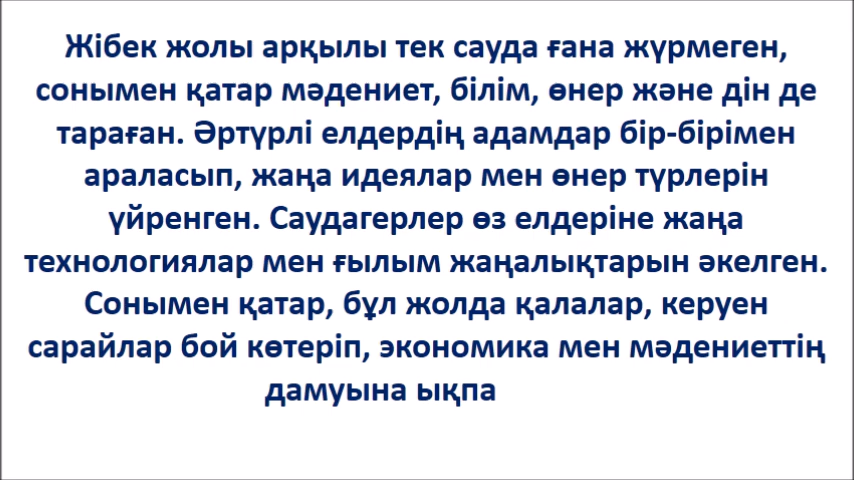 Жібек жолы арқылы тек сауда ғана жүрмеген,
сонымен қатар мәдениет, білім, өнер және дін де
тараған. Әртүрлі елдердің адамдар бір-бірімен
араласып, жаңа идеялар мен өнер түрлерін
үйренген. Саудагерлер өз елдеріне жаңа
технологиялар мен ғылым жаңалықтарын әкелген.
Сонымен қатар, бұл жолда қалалар, керуен
сарайлар бой көтеріп, экономика мен мәдениеттің
дамуына ықпа